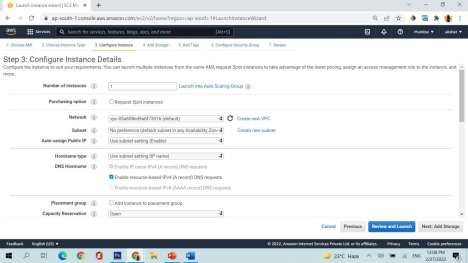 Launch instance wizard | EC2 Mana
ap-south-1.console.aws.amazon.com/ec2/v2/home?region=ap-south-1#LaunchInstanceWizard:
aws Services Search for services, features, blogs, docs, and more [Alt+S] Mumbai akshat
1. Choose AMI 2. Choose Instance Type 3. Configure Instance 4. Add Storage 5. Add Tags 6. Configure Security Group 7. Review
Step 3: Configure Instance Details
Configure the instance to suit your requirements. You can launch multiple instances from the same AMI, request Spot instances to take advantage of the lower pricing, assign an access management role to the instance, and
more.
Number of instances 1 Launch into Auto Scaling Group
Purchasing option Request Spot instances
Network (default) Create new VPC
Subnet No preference (default subnet in any Availability Zon Create new subnet
Auto-assign Public IP Use subnet setting (Enable)
Hostname type Use subnet setting (IP name)
DNS Hostname Enable IP name IPv4 (A record) DNS requests
Enable resource-based IPv4 (A record) DNS requests
Enable resource-based IPv6 (AAAA record) DNS requests
Placement group Add instance to placement group
Capacity Reservation Open
Cancel Previous Review and Launch Next: Add Storage
Feedback English (US) © 2022, Amazon Internet Services Private Ltd. or its affiliates. Privacy Terms Cookie preferences
23°C Haze ENG 12:08 PM
2/27/2022